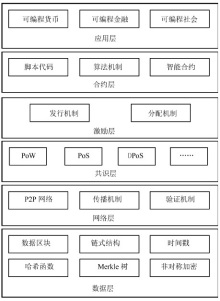 可编程货币 可编程金融 可编程社会
应用层
脚本代码 算法机制 智能合约
合约层
发行机制 分配机制
激励层
PoW PoS DPoS ……
共识层
P2P 网络 传播机制 验证机制
网络层
数据区块 链式结构 时间戳
哈希函数 Merkle 树 非对称加密
数据层